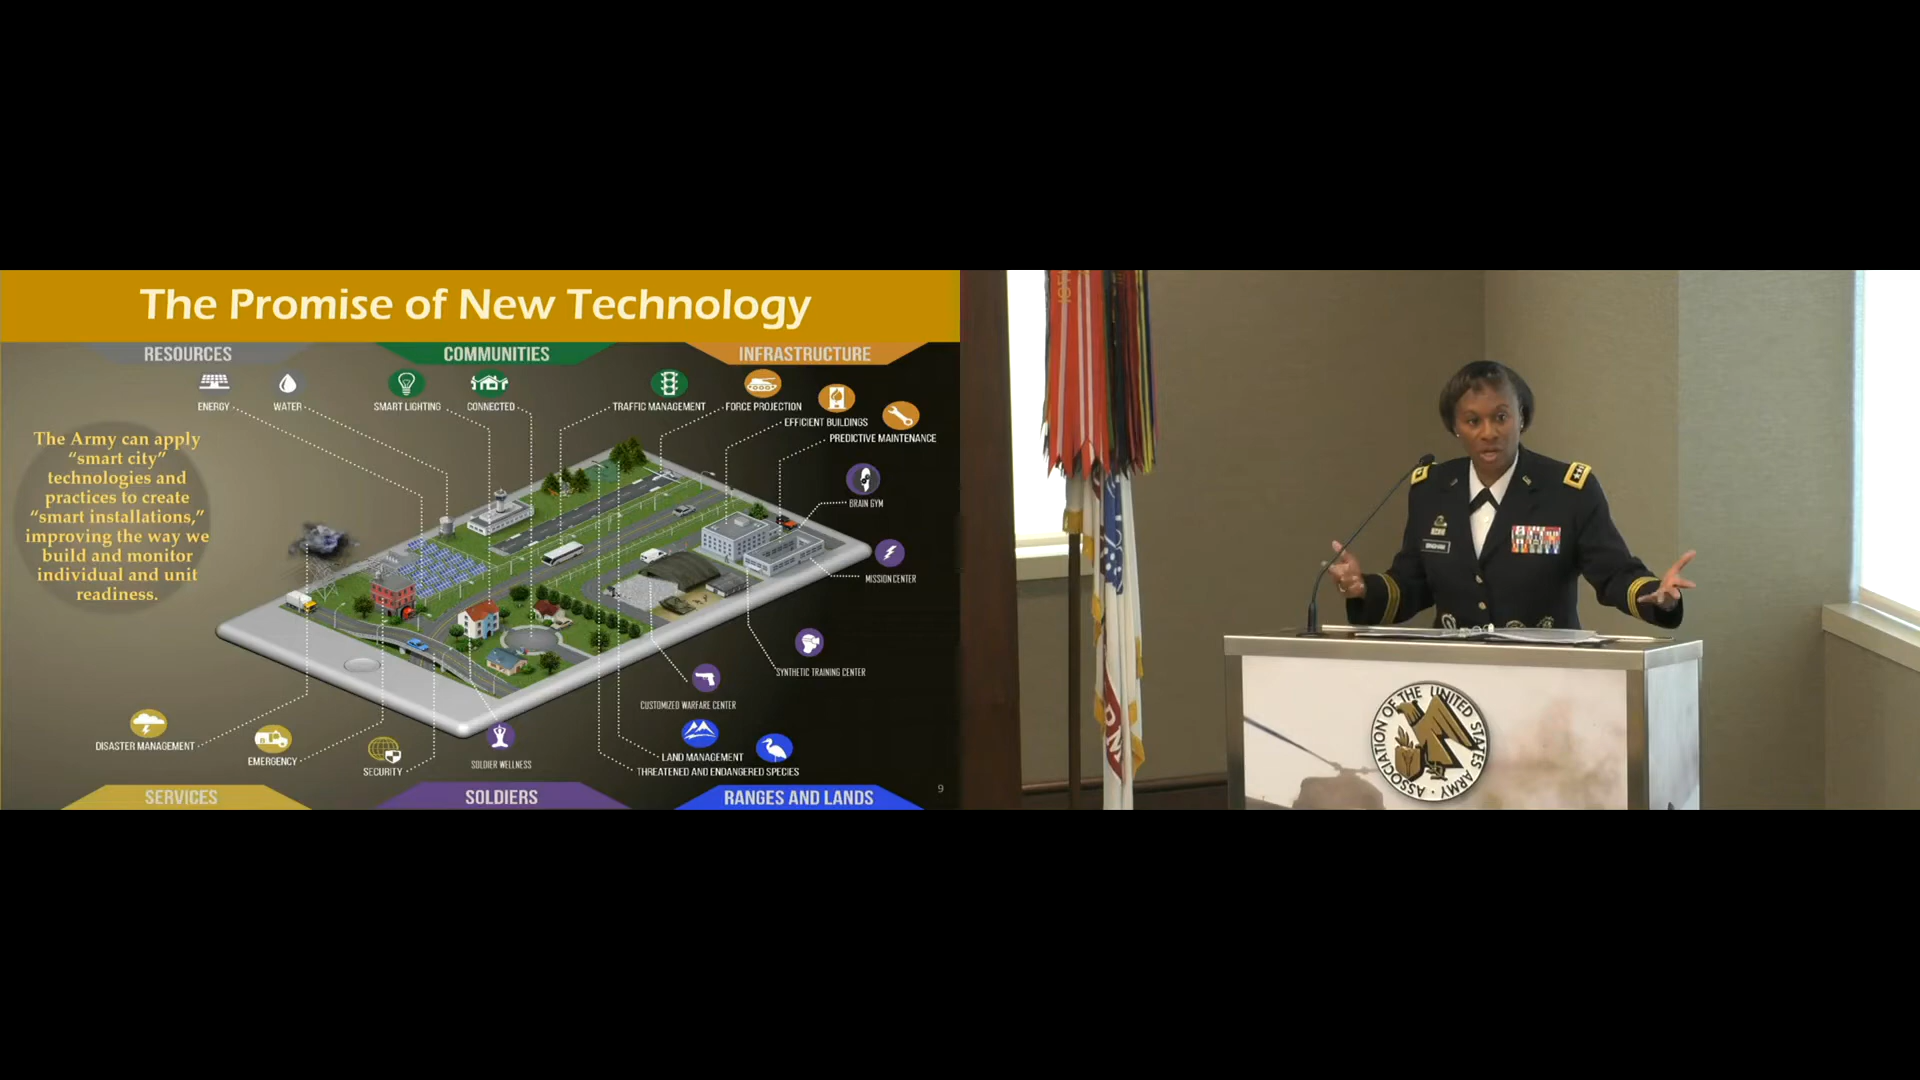 The Promise of New Technology
RESOURCES
COMMUNITIES
INFRASTRUCTURE
ENERGY
WATER
SMART LIGHTING
CONNECTED
TRAFFIC MANAGEMENT
FORCE PROJECTION
EFFICIENT BUILDINGS
PREDICTIVE MAINTENANCE
The Army can apply
“smart city”
technologies and
practices to create
“smart installations,”
improving the way we
build and monitor
individual and unit
readiness.
BRAIN GYM
MISSION CENTER
SYNTHETIC TRAINING CENTER
CUSTOMIZED WARFARE CENTER
DISASTER MANAGEMENT
EMERGENCY
SECURITY
SOLDIER WELLNESS
LAND MANAGEMENT
THREATENED AND ENDANGERED SPECIES
SERVICES
SOLDIERS
RANGES AND LANDS
9
ASSOCIATION OF THE UNITED STATES ARMY